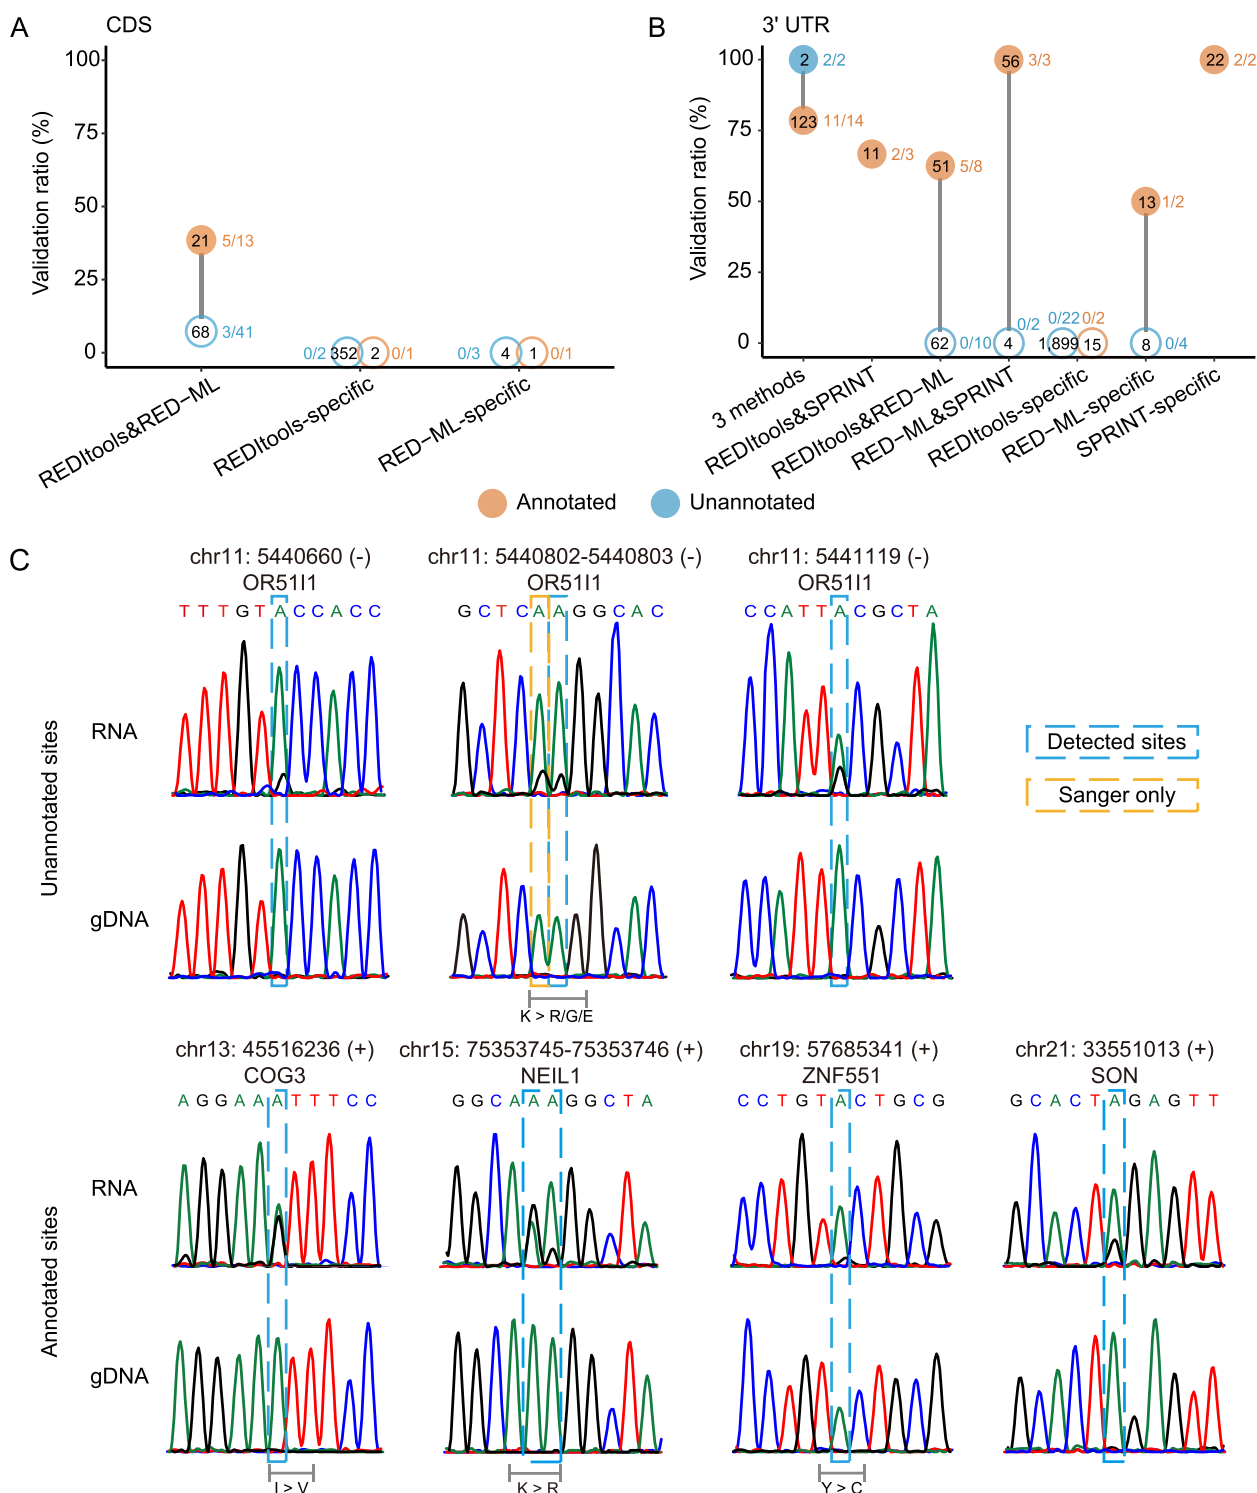 A
CDS
Validation ratio (%)
100
75
50
25
0
21 5/13
68 3/41
0/2 352 2 0/1
0/3 4 1 0/1
REDItools&RED−ML
REDItools-specific
RED−ML-specific
B
3' UTR
Validation ratio (%)
100
75
50
25
0
2 2/2
123 11/14
11 2/3
51 5/8
62 0/10
56 3/3
4 0/2
0/22 0/2
1,899 15
13 1/2
8 0/4
22 2/2
3 methods
REDItools&SPRINT
REDItools&RED−ML
RED−ML&SPRINT
REDItools-specific
RED−ML-specific
SPRINT-specific
Annotated
Unannotated
C
Unannotated sites
RNA
gDNA
chr11: 5440660 (-)
OR51I1
T T T G T A C C A C C
chr11: 5440802-5440803 (-)
OR51I1
G C T C A A G G C A C
K > R/G/E
chr11: 5441119 (-)
OR51I1
C C A T T A C G C T A
Detected sites
Sanger only
Annotated sites
RNA
gDNA
chr13: 45516236 (+)
COG3
A G G A A A T T T C C
I > V
chr15: 75353745-75353746 (+)
NEIL1
G G C A A A G G C T A
K > R
chr19: 57685341 (+)
ZNF551
C C T G T A C T G C G
Y > C
chr21: 33551013 (+)
SON
G C A C T A G A G T T